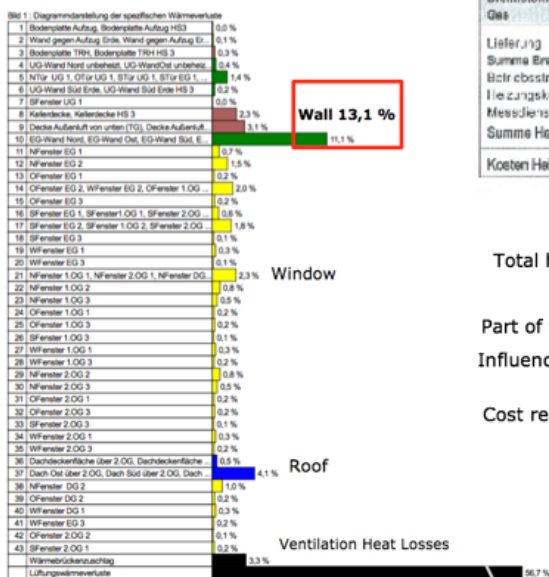 Bild 1 : Diagrammdarstellung der spezifischen Wärmeverluste
1 Bodenplatte Aufzug, Bodenplatte Aufzug HS3 0,0 %
2 Wand gegen Aufzug Erde, Wand gegen Aufzug Er... 0,1 %
3 Bodenplatte TRH, Bodenplatte TRH HS 3 0,3 %
4 UG-Wand Nord unbeheizt, UG-WandOst unbeheiz... 0,4 %
5 NTür UG 1, OTür UG 1, STür UG 1, STür EG 1, ... 1,4 %
6 UG-Wand Süd Erde, UG-Wand Süd Erde HS 3 0,2 %
7 SFenster UG 1 0,0 %
8 Kellerdecke, Kellerdecke HS 3 2,3 %
9 Decke Außenluft von unten (TG), Decke Außenluft... 3,1 %
10 EG-Wand Nord, EG-Wand Ost, EG-Wand Süd, E... 11,1 %
Wall 13,1 %
11 NFenster EG 1 0,7 %
12 NFenster EG 2 1,5 %
13 OFenster EG 1 0,2 %
14 OFenster EG 2, WFenster EG 2, OFenster 1.OG ... 2,0 %
15 OFenster EG 3 0,2 %
16 SFenster EG 1, SFenster1.OG 1, SFenster 2.OG ... 0,6 %
17 SFenster EG 2, SFenster 1.OG 2, SFenster 2.OG ... 1,8 %
18 SFenster EG 3 0,2 %
19 WFenster EG 1 0,3 %
20 WFenster EG 3 0,1 %
21 NFenster 1.OG 1, NFenster 2.OG 1, NFenster DG... 2,3 % Window
22 NFenster 1.OG 2 0,8 %
23 NFenster 1.OG 3 0,5 %
24 OFenster 1.OG 1 0,2 %
25 OFenster 1.OG 3 0,2 %
26 SFenster 1.OG 3 0,1 %
27 WFenster 1.OG 1 0,3 %
28 WFenster 1.OG 3 0,2 %
29 NFenster 2.OG 2 0,8 %
30 NFenster 2.OG 3 0,5 %
31 OFenster 2.OG 1 0,2 %
32 OFenster 2.OG 3 0,2 %
33 SFenster 2.OG 3 0,1 %
34 WFenster 2.OG 1 0,3 %
35 WFenster 2.OG 3 0,2 %
36 Dachdeckenfläche über 2.OG, Dachdeckenfläche ... 0,5 %
37 Dach Ost über 2.OG, Dach Süd über 2.OG, Dach ... 4,1 % Roof
38 NFenster DG 2 1,0 %
39 OFenster DG 2 0,2 %
40 WFenster DG 1 0,3 %
41 WFenster EG 3 0,2 %
42 OFenster 2.OG 2 0,1 %
43 SFenster 2.OG 1 0,2 %
Ventilation Heat Losses
Wärmebrückenzuschlag 3,3 %
Lüftungswärmeverluste 56,7 %
Gas
Lieferung
Summe
Summe
Kosten
Total
Part of
Cost